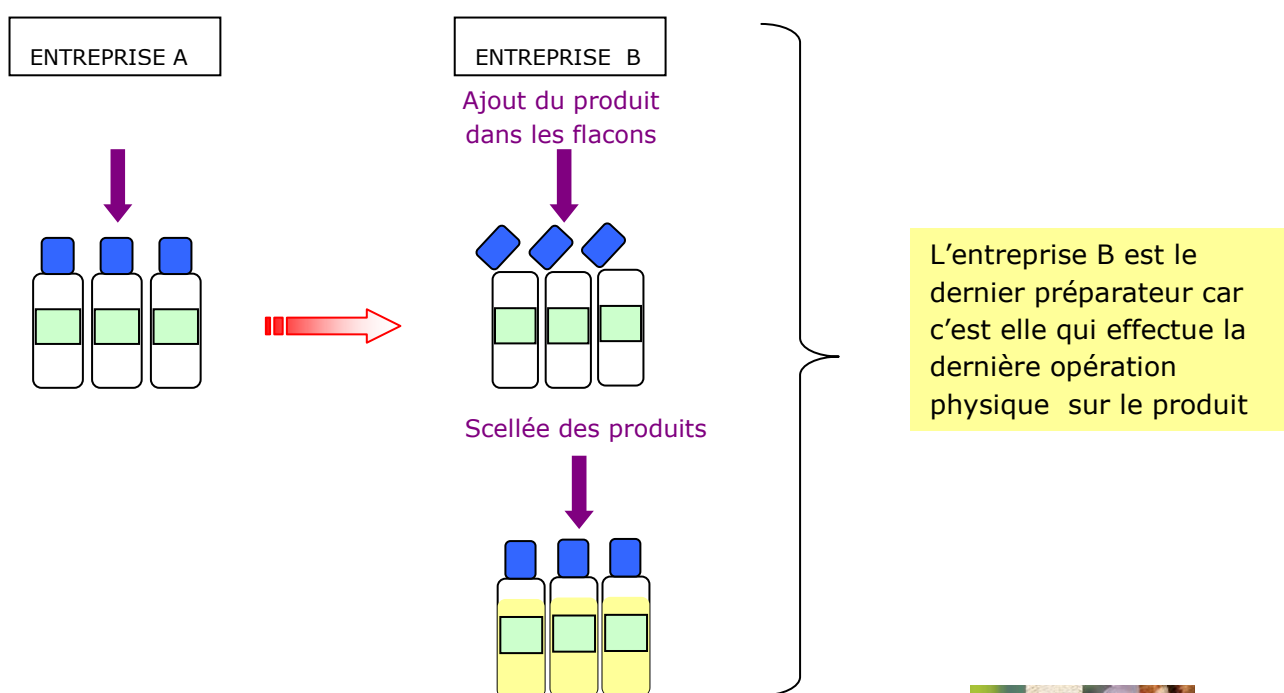 ENTREPRISE A
ENTREPRISE B
Ajout du produit
dans les flacons
Scellée des produits
L’entreprise B est le
dernier préparateur car
c’est elle qui effectue la
dernière opération
physique sur le produit